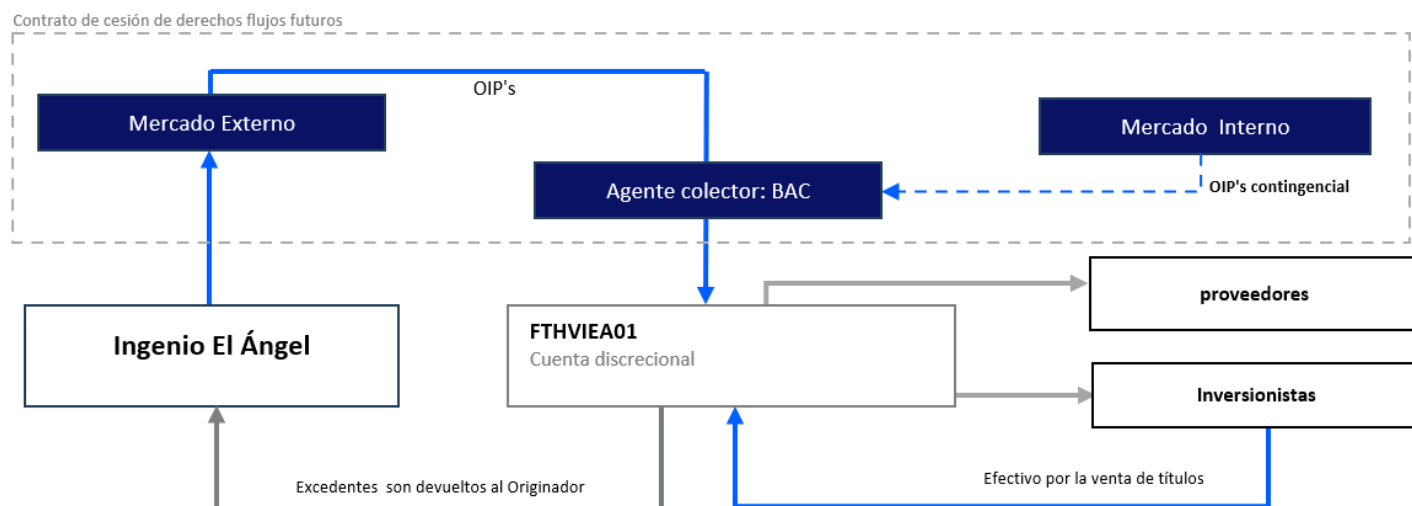 Contrato de cesión de derechos flujos futuros
OIP's
Mercado Externo
Mercado Interno
Agente colector: BAC
OIP's contingencial
proveedores
Ingenio El Ángel
FTHVIEA01
Cuenta discrecional
Inversionistas
Excedentes son devueltos al Originador
Efectivo por la venta de títulos